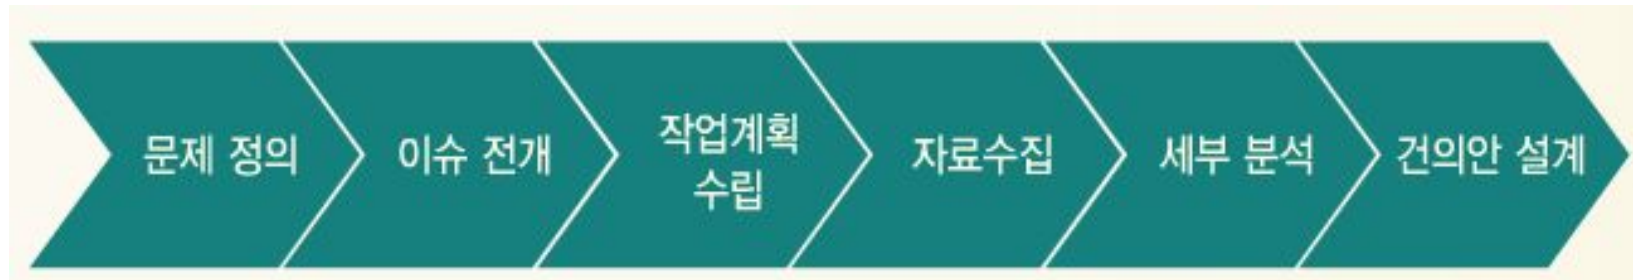 문제 정의
이슈 전개
작업계획
수립
자료수집
세부 분석
건의안 설계